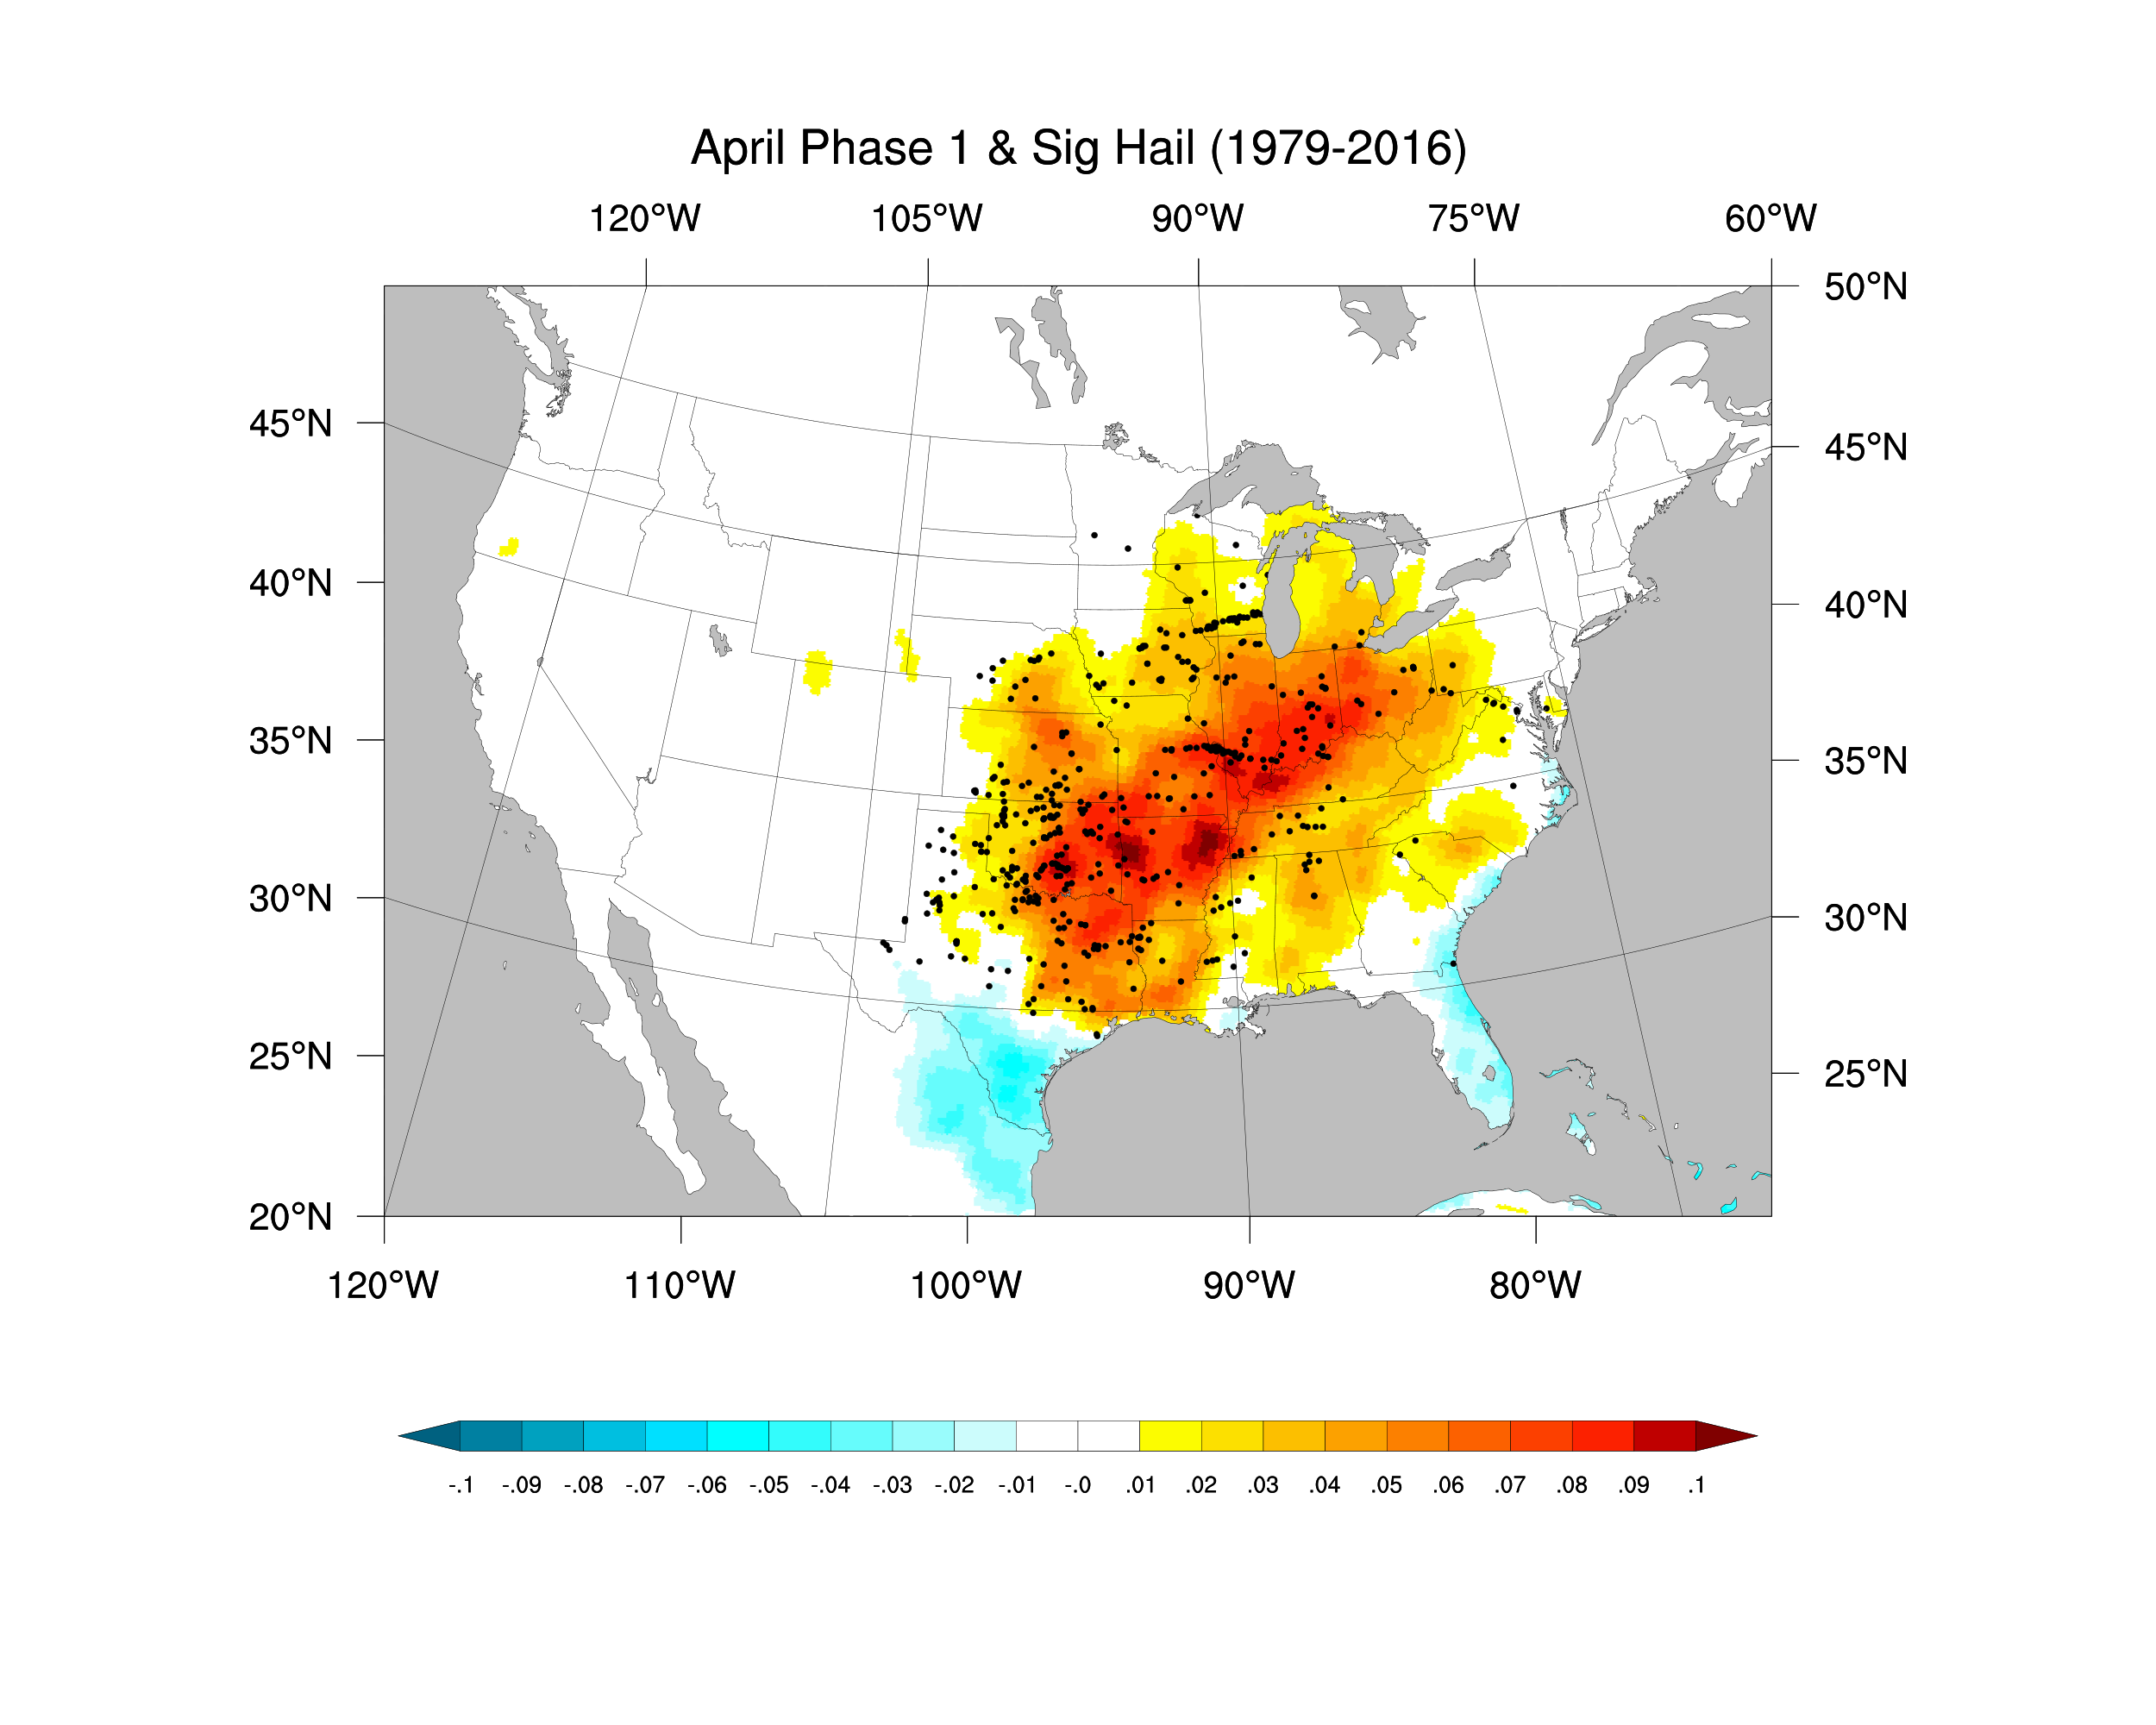 April Phase 1 & Sig Hail (1979-2016)
120°W 105°W 90°W 75°W 60°W
50°N
45°N 45°N
40°N 40°N
35°N 35°N
30°N 30°N
25°N 25°N
20°N
120°W 110°W 100°W 90°W 80°W
-.1 -.09 -.08 -.07 -.06 -.05 -.04 -.03 -.02 -.01 -.0 .01 .02 .03 .04 .05 .06 .07 .08 .09 .1